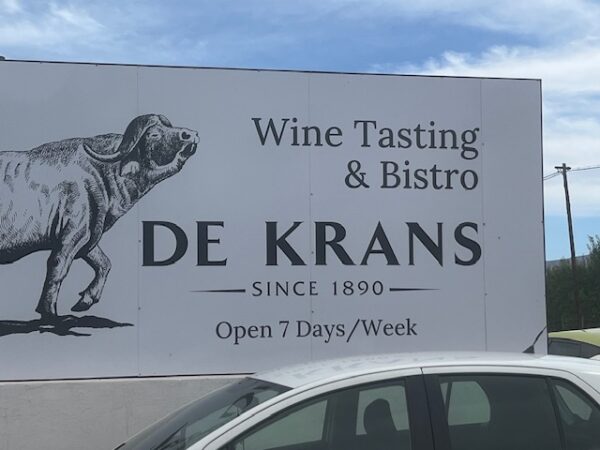 Wine Tasting
& Bistro
DE KRANS
SINCE 1890
Open 7 Days/Week